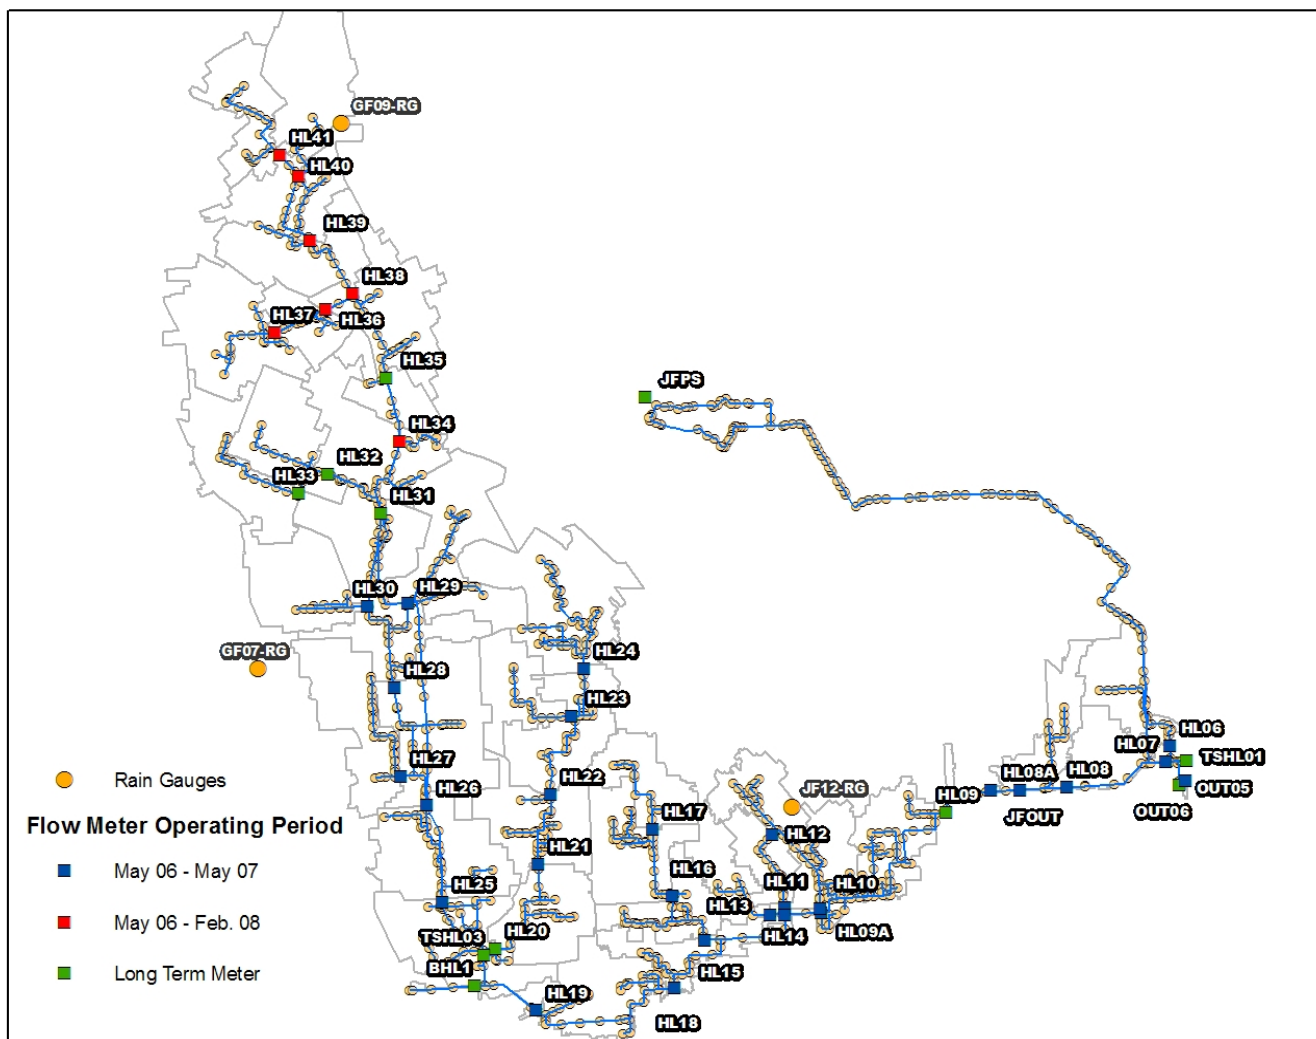 GF09-RG
HL41
HL40
HL39
HL38
HL37
HL36
HL35
JFPS
HL34
HL32
HL33
HL31
HL30
HL29
GF07-RG
HL24
HL28
HL23
HL06
HL07
TSHL01
HL27
HL22
HL08A
HL08
Rain Gauges
HL26
JF12-RG
HL09
OUT05
JFOUT
OUT06
HL17
Flow Meter Operating Period
HL12
HL21
May 06 - May 07
HL16
HL25
HL11
HL10
HL13
May 06 - Feb. 08
TSHL03
HL20
HL14
HL09A
BHL1
Long Term Meter
HL15
HL19
HL18